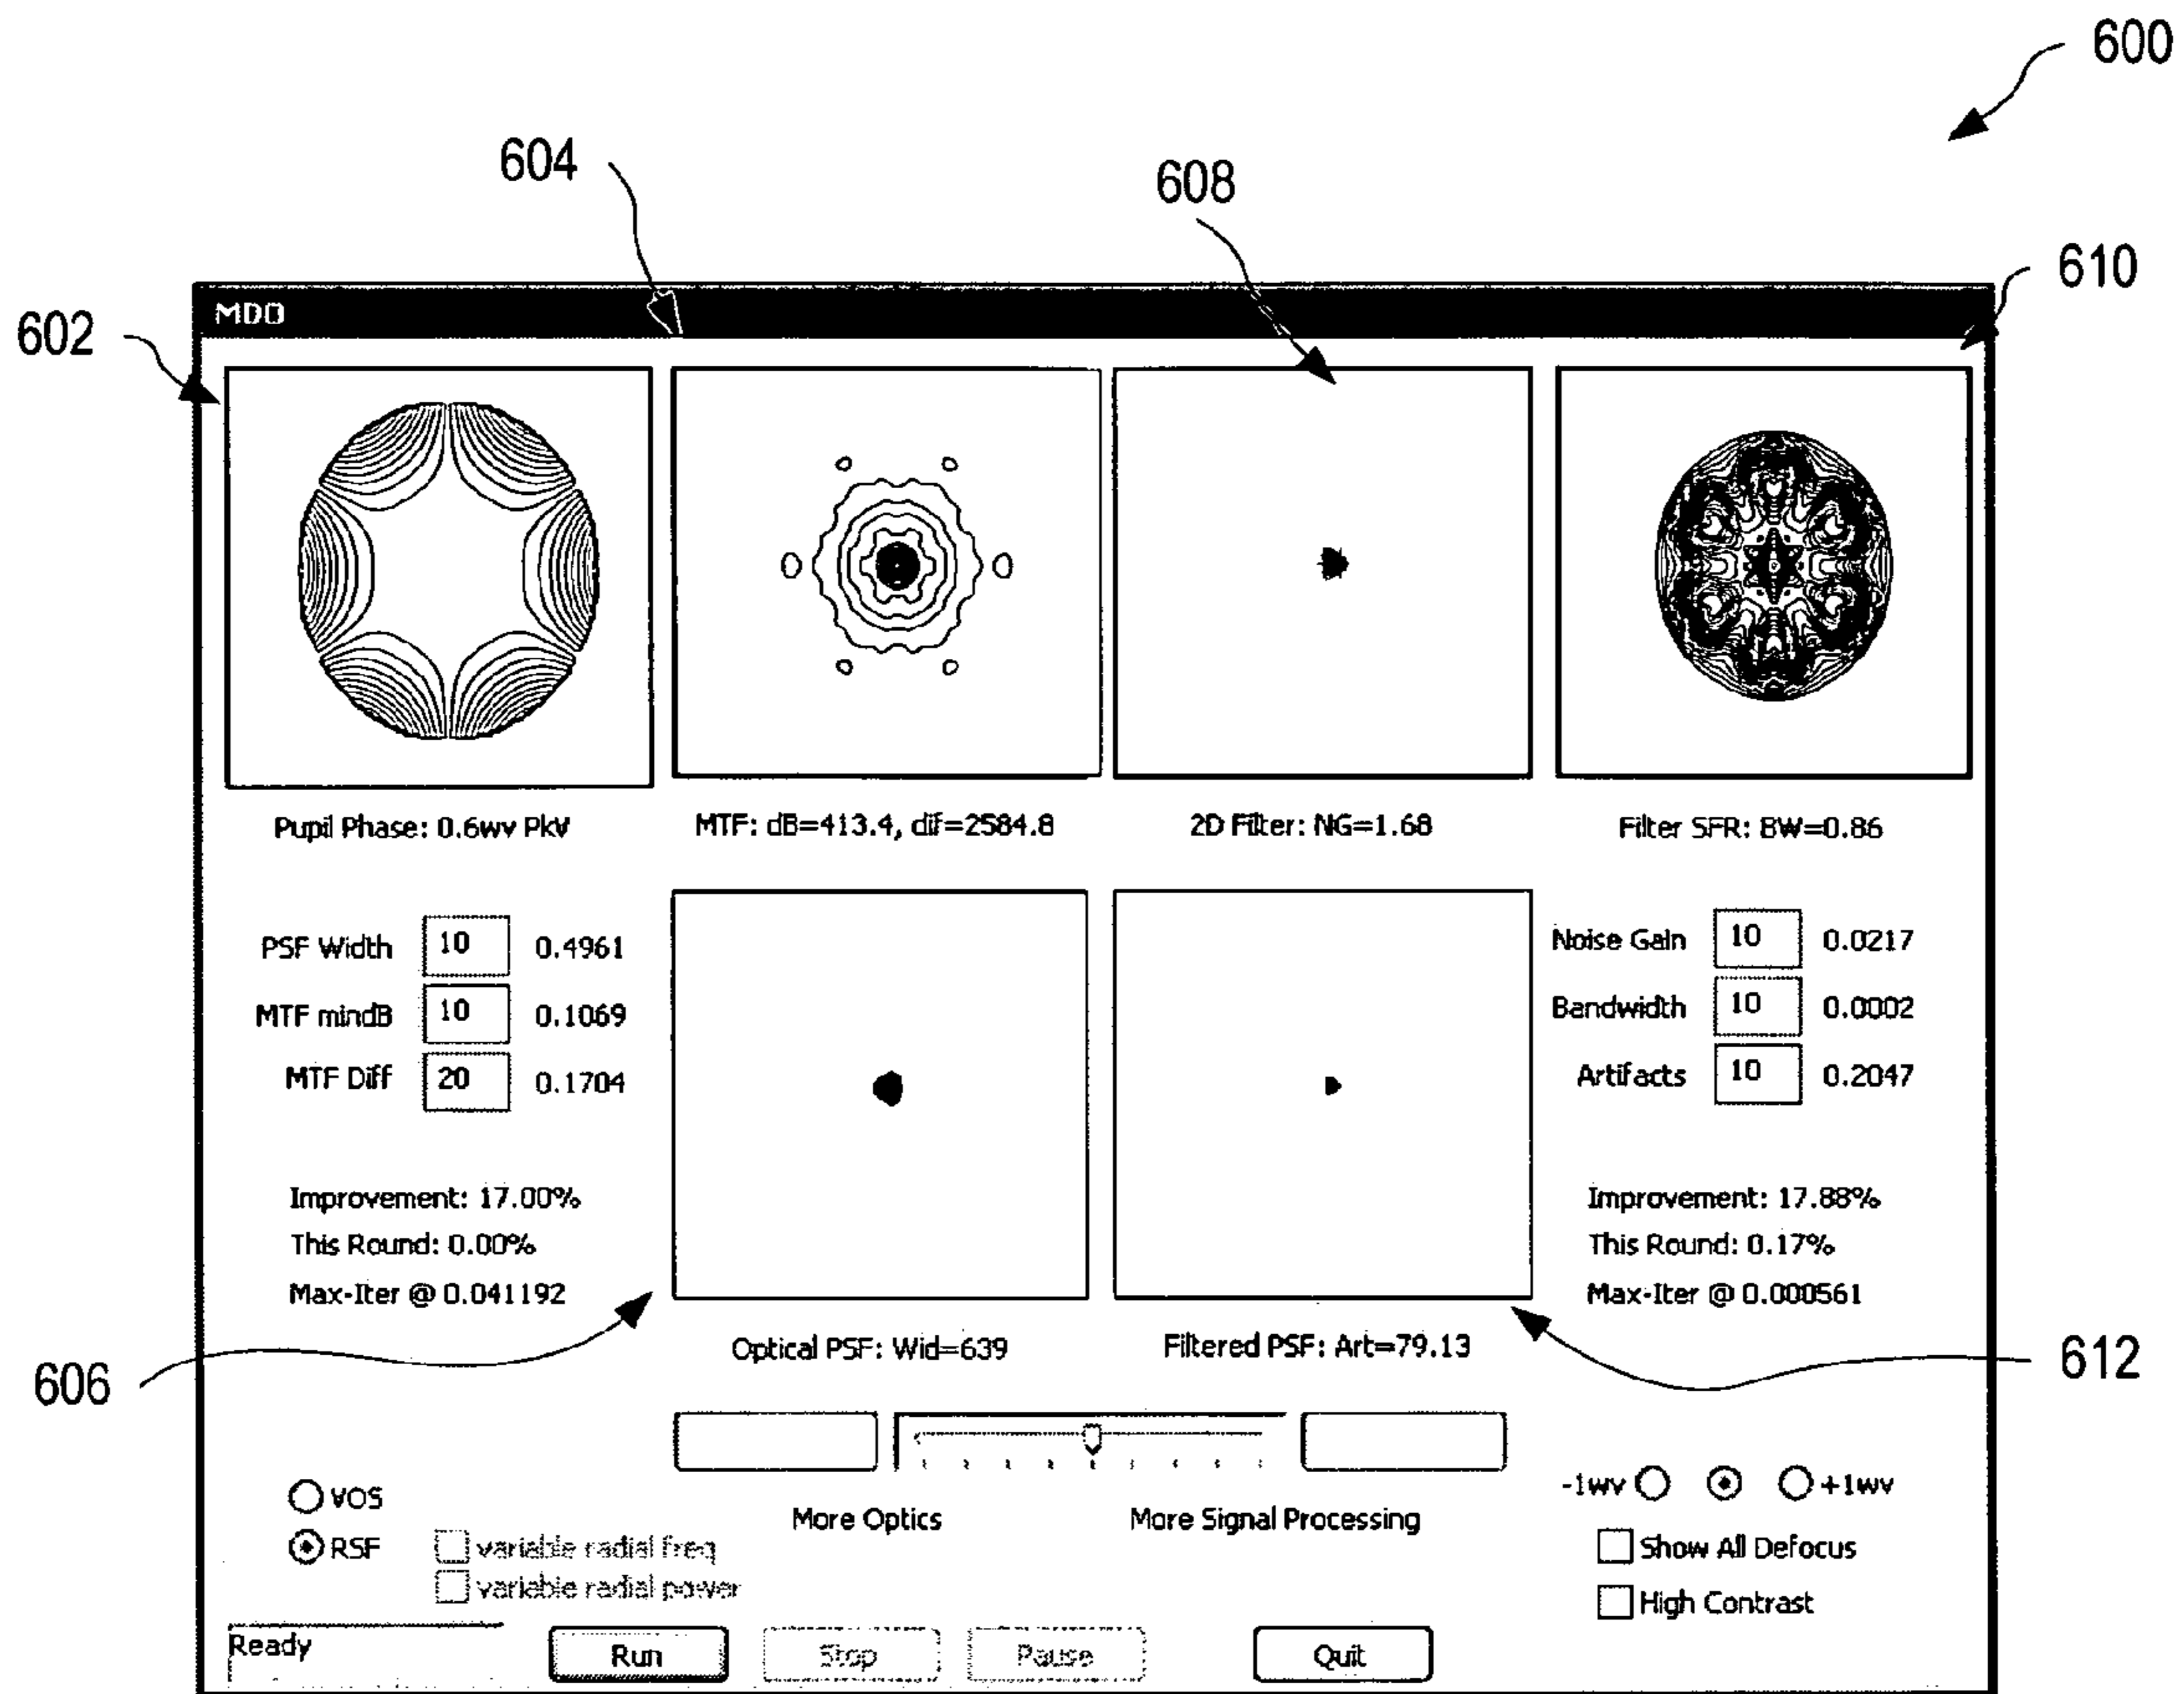 600
604
608
610
602
MDO
Pupil Phase: 0.6wv PkV
MTF: dB=413.4, dif=2584.8
2D Filter: NG=1.68
Filter SFR: BW=0.86
PSF Width 10 0.4961
MTF mindB 10 0.1069
MTF Diff 20 0.1704
Noise Gain 10 0.0217
Bandwidth 10 0.0002
Artifacts 10 0.2047
Improvement: 17.00%
This Round: 0.00%
Max-Iter @ 0.041192
Improvement: 17.88%
This Round: 0.17%
Max-Iter @ 0.000561
Optical PSF: Wid=639
Filtered PSF: Art=79.13
606
612
More Optics
More Signal Processing
VOS
RSF
variable radial freq
variable radial power
-1wv
+1wv
Show All Defocus
High Contrast
Ready
Run
Stop
Pause
Quit